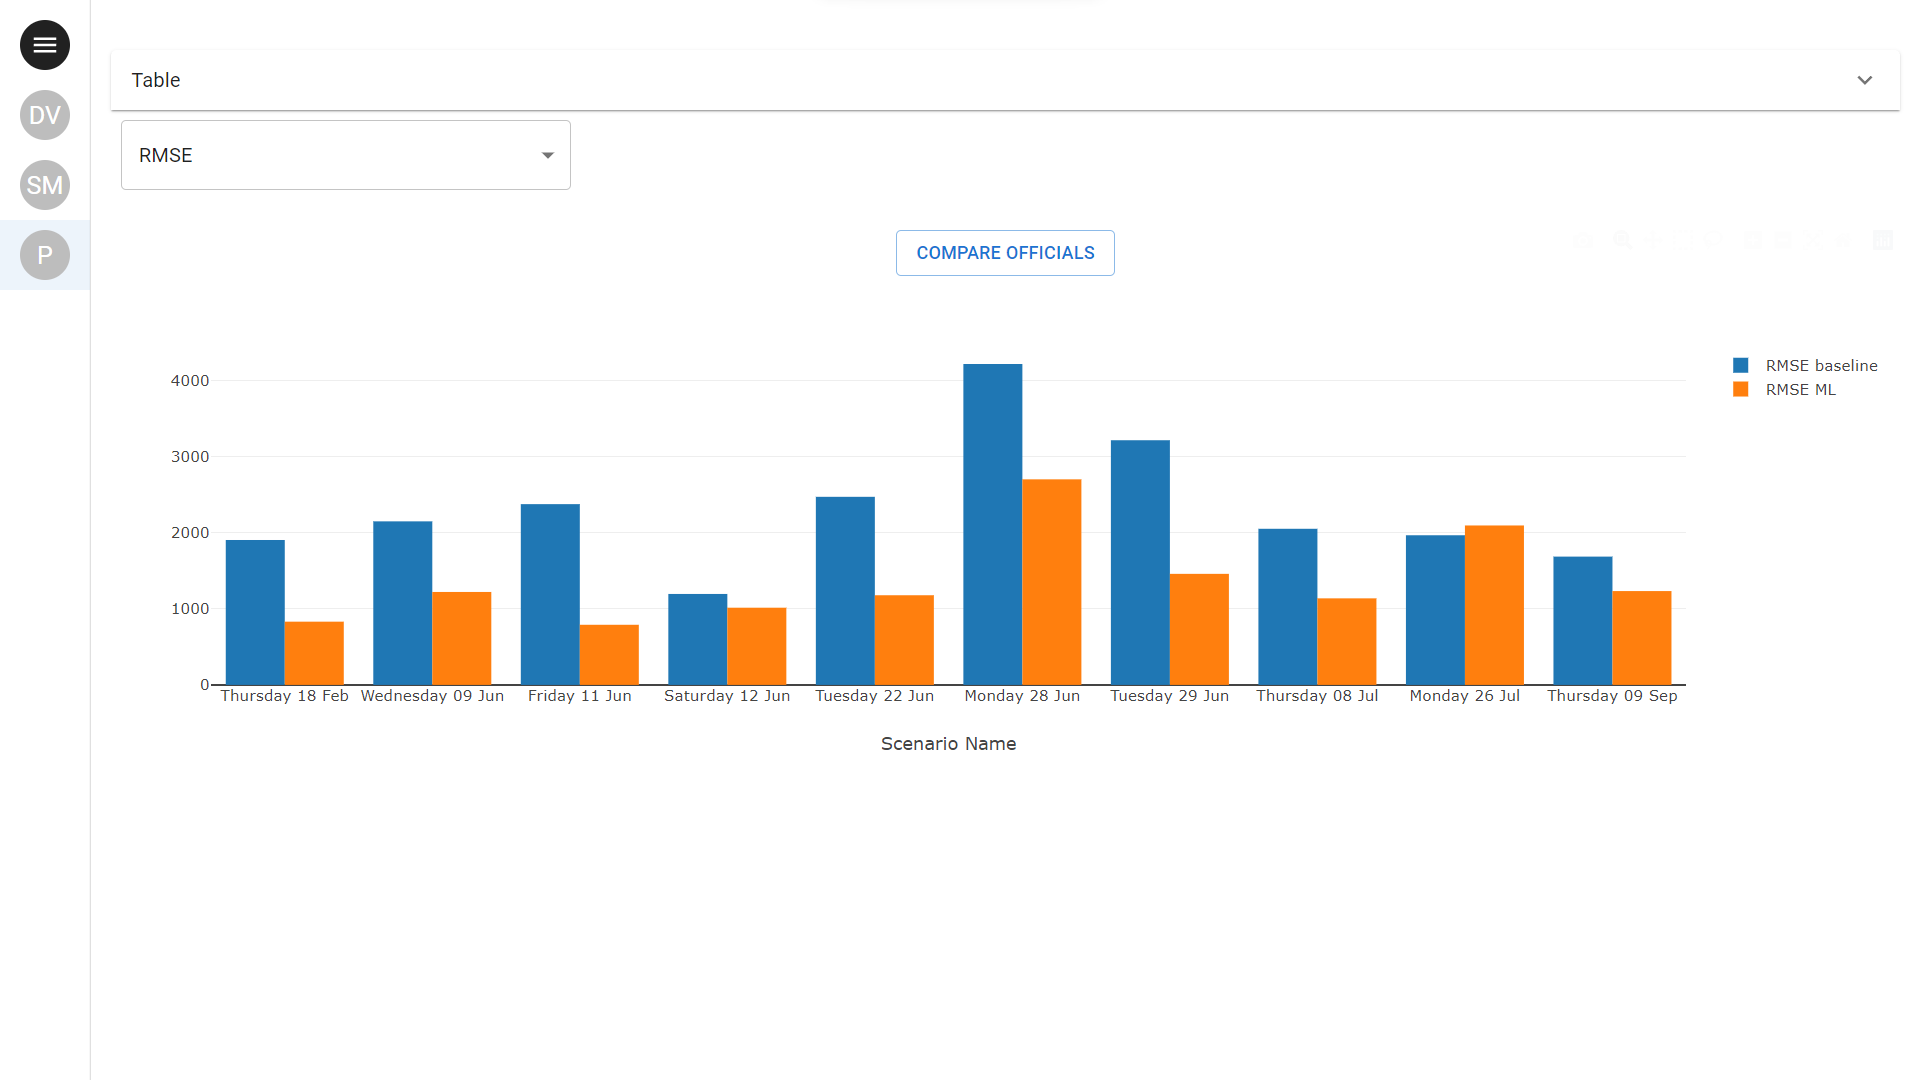 DV
SM
P
Table
RMSE
COMPARE OFFICIALS
4000
3000
2000
1000
0
Thursday 18 Feb Wednesday 09 Jun Friday 11 Jun Saturday 12 Jun Tuesday 22 Jun Monday 28 Jun Tuesday 29 Jun Thursday 08 Jul Monday 26 Jul Thursday 09 Sep
Scenario Name
RMSE baseline
RMSE ML